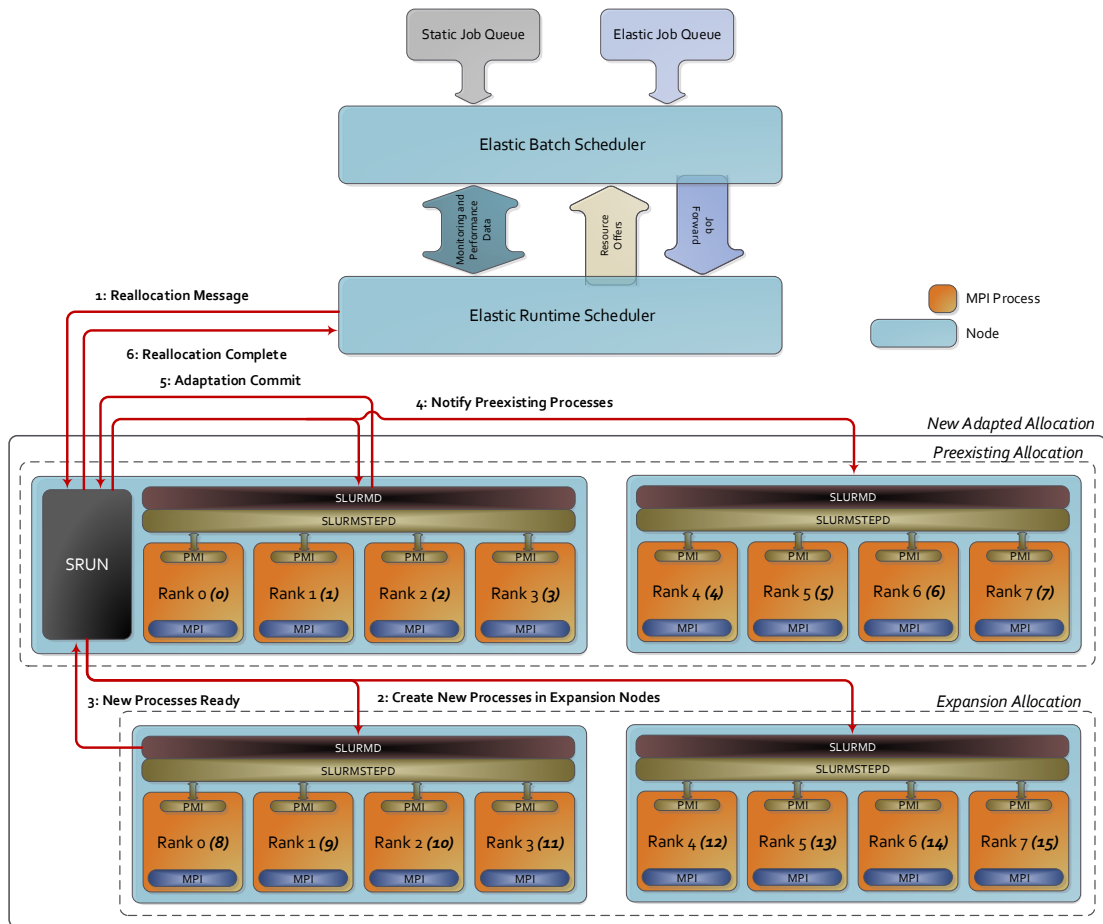 Static Job Queue
Elastic Job Queue
Elastic Batch Scheduler
Monitoring and
Performance
Data
Resource
Offers
Job
Forward
1: Reallocation Message
Elastic Runtime Scheduler
MPI Process
Node
6: Reallocation Complete
5: Adaptation Commit
4: Notify Preexisting Processes
New Adapted Allocation
Preexisting Allocation
SRUN
SLURMD
SLURMSTEPD
PMI
PMI
PMI
PMI
Rank 0 (0)
Rank 1 (1)
Rank 2 (2)
Rank 3 (3)
MPI
MPI
MPI
MPI
SLURMD
SLURMSTEPD
PMI
PMI
PMI
PMI
Rank 4 (4)
Rank 5 (5)
Rank 6 (6)
Rank 7 (7)
MPI
MPI
MPI
MPI
3: New Processes Ready
2: Create New Processes in Expansion Nodes
Expansion Allocation
SLURMD
SLURMSTEPD
PMI
PMI
PMI
PMI
Rank 0 (8)
Rank 1 (9)
Rank 2 (10)
Rank 3 (11)
MPI
MPI
MPI
MPI
SLURMD
SLURMSTEPD
PMI
PMI
PMI
PMI
Rank 4 (12)
Rank 5 (13)
Rank 6 (14)
Rank 7 (15)
MPI
MPI
MPI
MPI